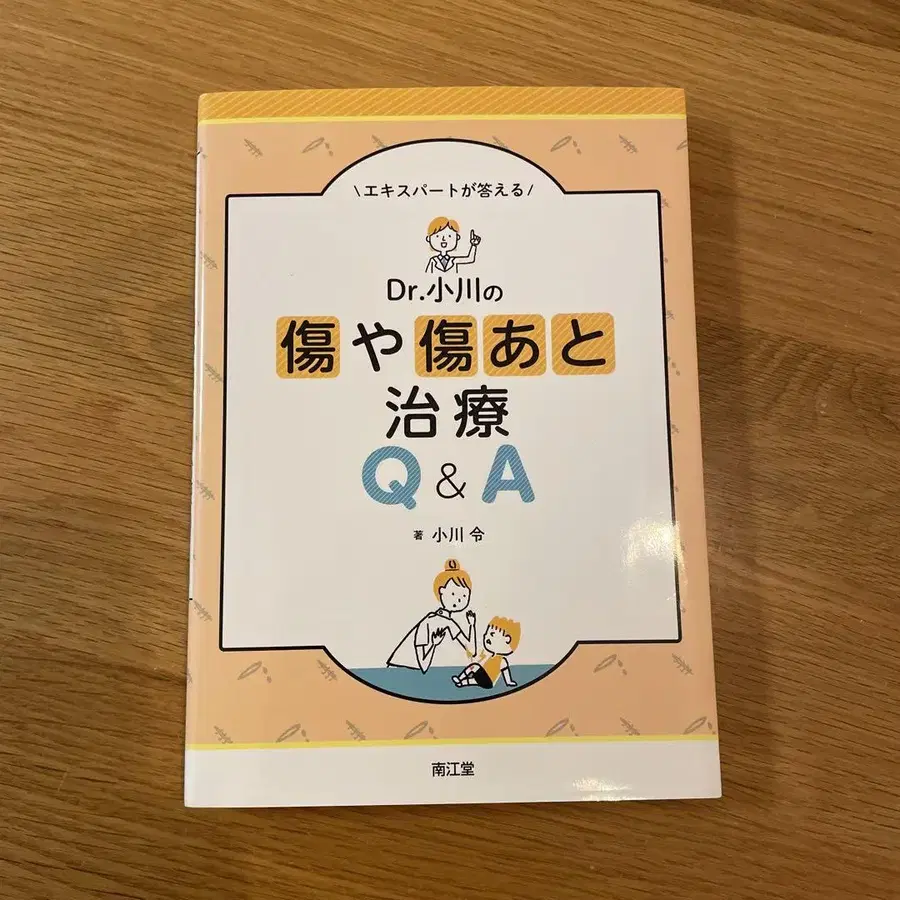 \エキスパートが答える/
Dr.小川の
傷や傷あと
治療
Q&A
著 小川 令
南江堂